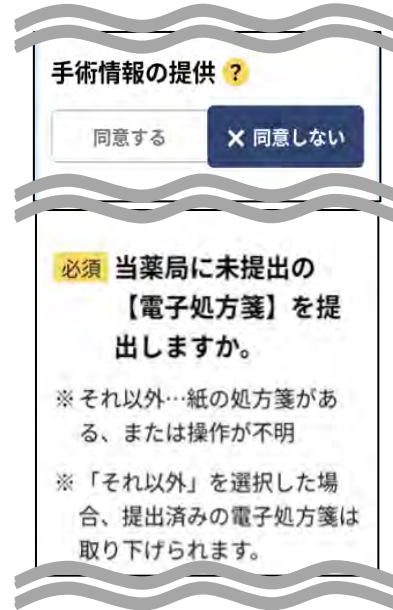 手術情報の提供 ?
同意する
× 同意しない
必須 当薬局に未提出の
【電子処方箋】を提
出しますか。
※ それ以外…紙の処方箋があ
る、または操作が不明
※ 「それ以外」を選択した場
合、提出済みの電子処方箋は
取り下げられます。